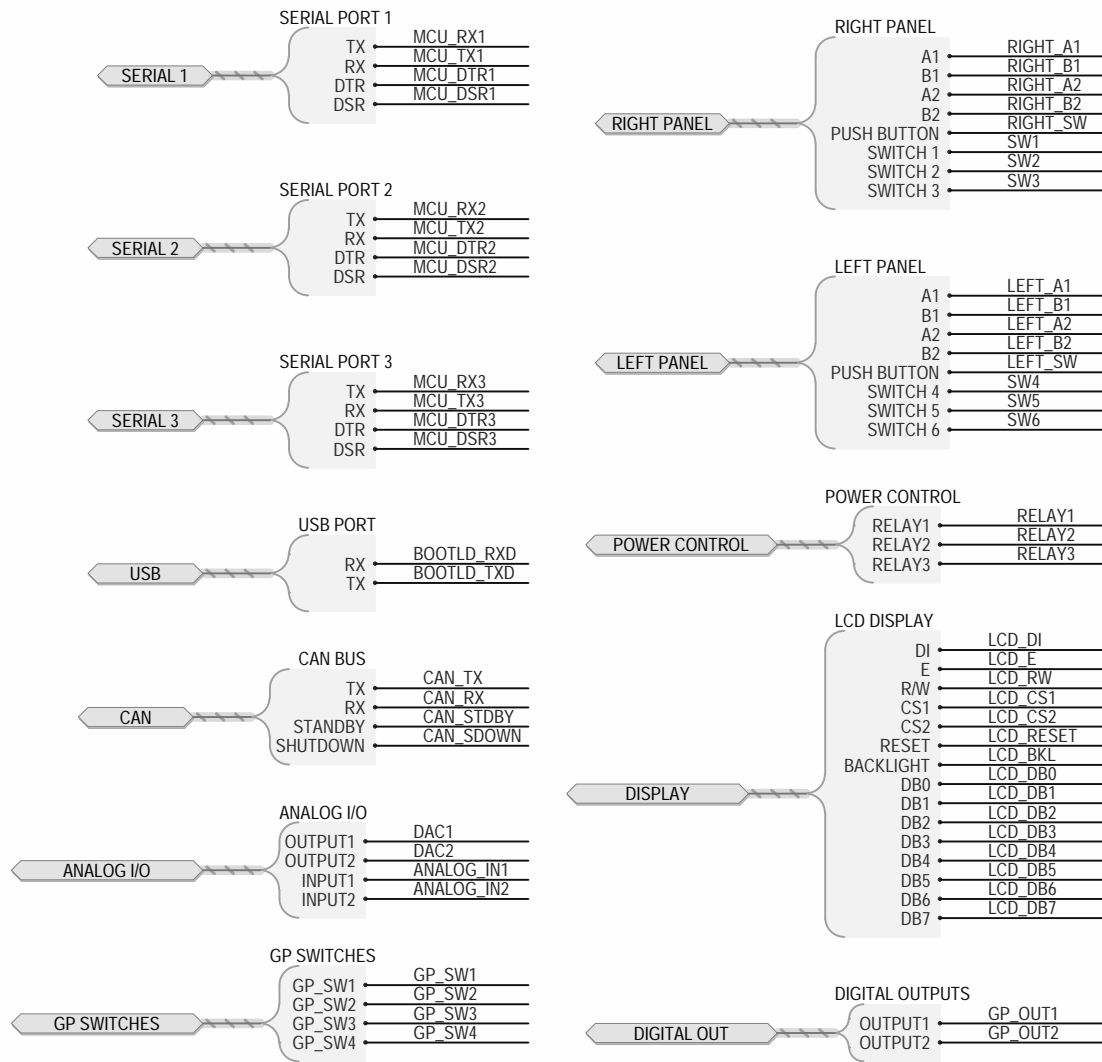 SERIAL PORT 1
SERIAL 1
TX MCU_RX1
RX MCU_TX1
DTR MCU_DTR1
DSR MCU_DSR1
SERIAL PORT 2
SERIAL 2
TX MCU_RX2
RX MCU_TX2
DTR MCU_DTR2
DSR MCU_DSR2
SERIAL PORT 3
SERIAL 3
TX MCU_RX3
RX MCU_TX3
DTR MCU_DTR3
DSR MCU_DSR3
USB PORT
USB
RX BOOTLD_RXD
TX BOOTLD_TXD
CAN BUS
CAN
TX CAN_TX
RX CAN_RX
STANDBY CAN_STDBY
SHUTDOWN CAN_SDOWN
ANALOG I/O
ANALOG I/O
OUTPUT1 DAC1
OUTPUT2 DAC2
INPUT1 ANALOG_IN1
INPUT2 ANALOG_IN2
GP SWITCHES
GP SWITCHES
GP_SW1 GP_SW1
GP_SW2 GP_SW2
GP_SW3 GP_SW3
GP_SW4 GP_SW4
RIGHT PANEL
RIGHT PANEL
A1 RIGHT_A1
B1 RIGHT_B1
A2 RIGHT_A2
B2 RIGHT_B2
PUSH BUTTON RIGHT_SW
SWITCH 1 SW1
SWITCH 2 SW2
SWITCH 3 SW3
LEFT PANEL
LEFT PANEL
A1 LEFT_A1
B1 LEFT_B1
A2 LEFT_A2
B2 LEFT_B2
PUSH BUTTON LEFT_SW
SWITCH 4 SW4
SWITCH 5 SW5
SWITCH 6 SW6
POWER CONTROL
POWER CONTROL
RELAY1 RELAY1
RELAY2 RELAY2
RELAY3 RELAY3
LCD DISPLAY
DISPLAY
DI LCD_DI
E LCD_E
R/W LCD_RW
CS1 LCD_CS1
CS2 LCD_CS2
RESET LCD_RESET
BACKLIGHT LCD_BKL
DB0 LCD_DB0
DB1 LCD_DB1
DB2 LCD_DB2
DB3 LCD_DB3
DB4 LCD_DB4
DB5 LCD_DB5
DB6 LCD_DB6
DB7 LCD_DB7
DIGITAL OUTPUTS
DIGITAL OUT
OUTPUT1 GP_OUT1
OUTPUT2 GP_OUT2